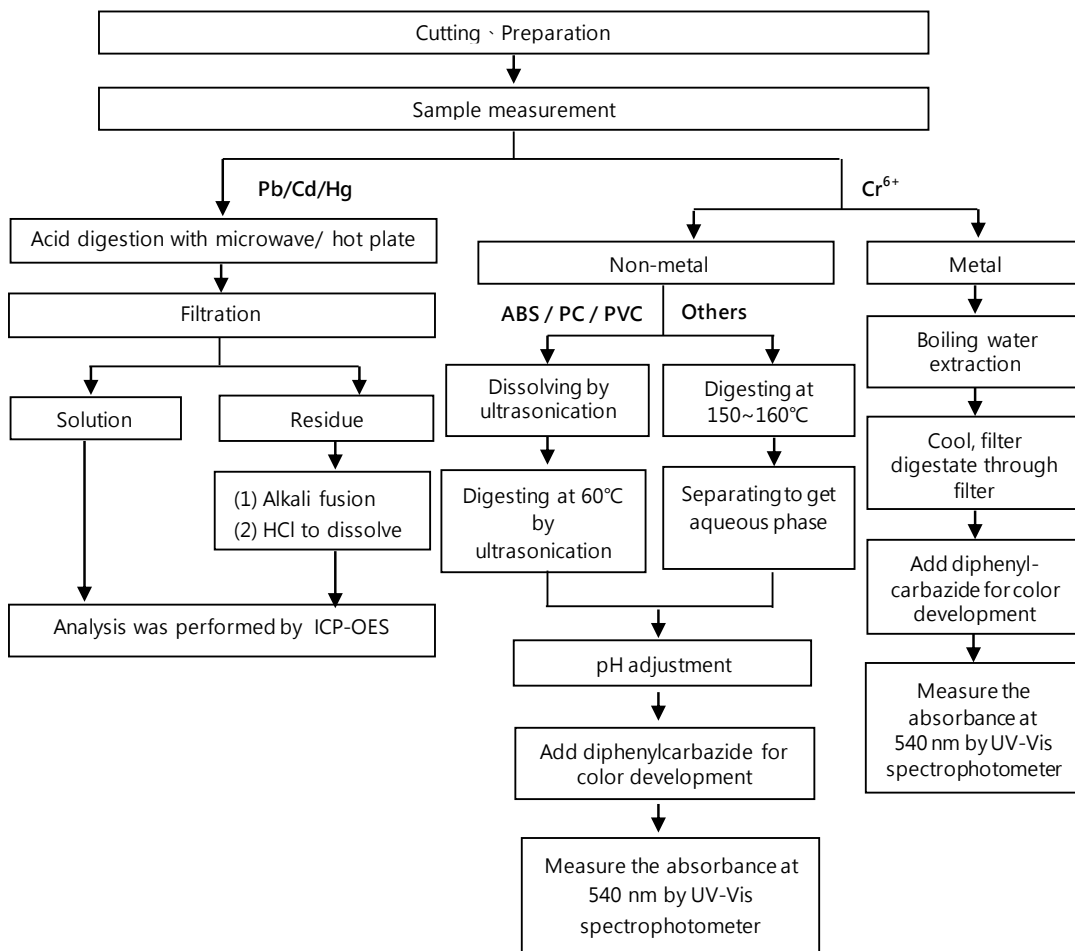 Cutting、Preparation
Sample measurement
Pb/Cd/Hg
Cr6+
Acid digestion with microwave/ hot plate
Filtration
Solution
Residue
(1) Alkali fusion
(2) HCl to dissolve
Analysis was performed by ICP-OES
Non-metal
ABS / PC / PVC
Others
Dissolving by
ultrasonication
Digesting at 60℃
by
ultrasonication
Digesting at
150~160℃
Separating to get
aqueous phase
pH adjustment
Add diphenylcarbazide for
color development
Measure the absorbance at
540 nm by UV-Vis
spectrophotometer
Metal
Boiling water
extraction
Cool, filter
digestate through
filter
Add diphenyl-
carbazide for color
development
Measure the
absorbance at
540 nm by UV-Vis
spectrophotometer